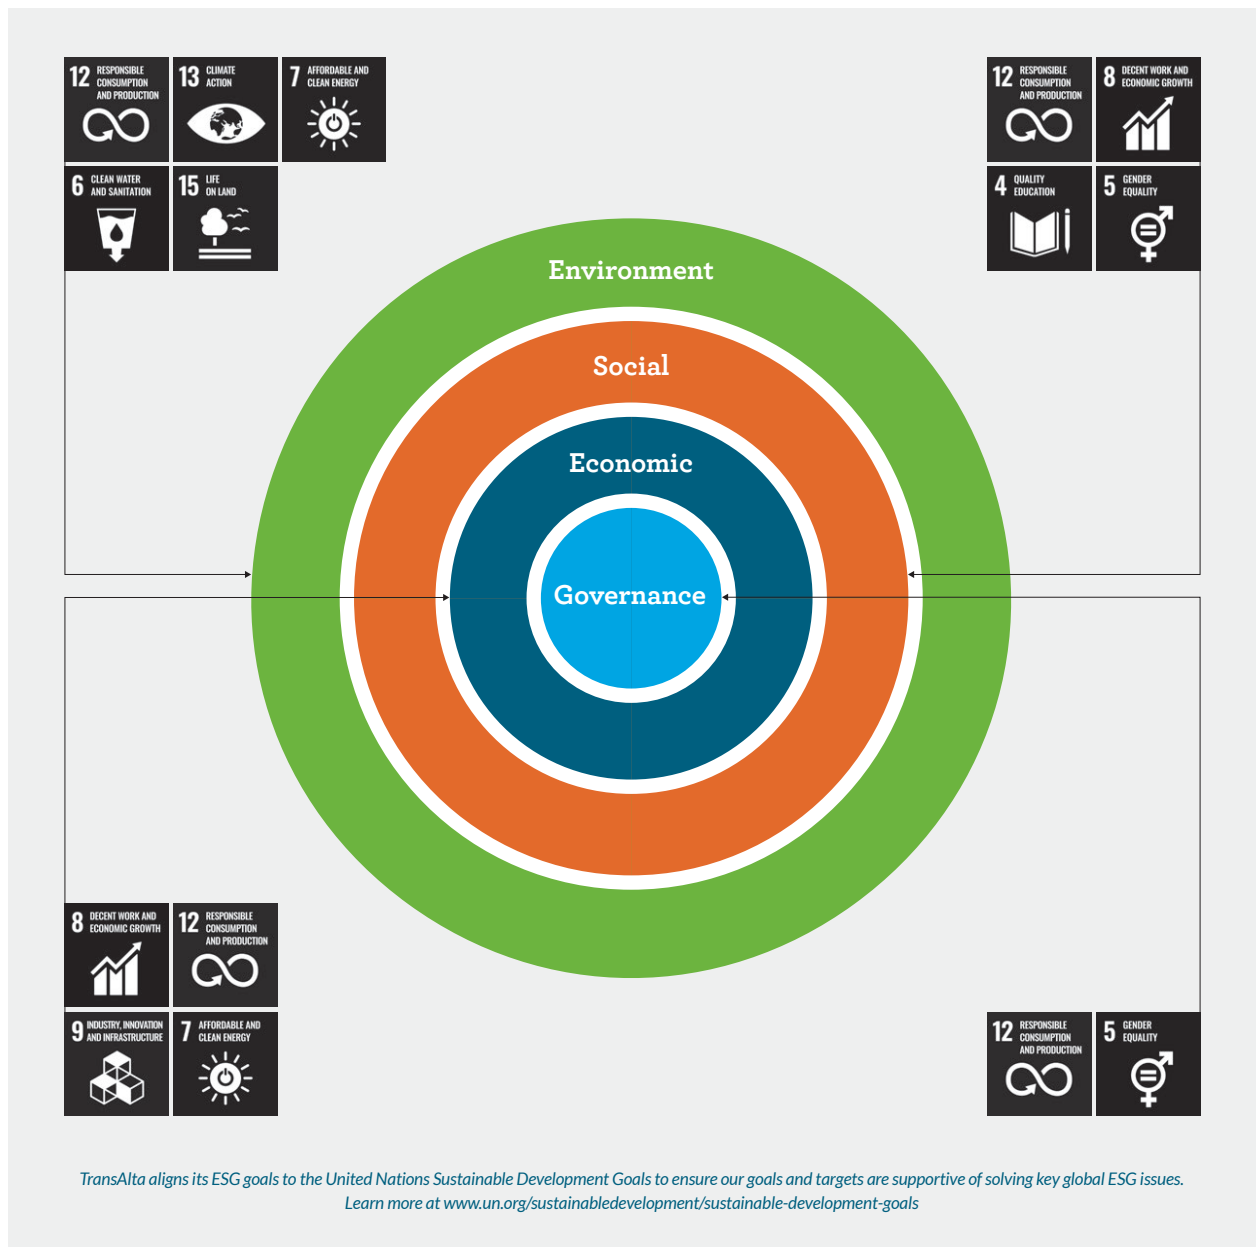 12 RESPONSIBLE
CONSUMPTION
AND PRODUCTION
13 CLIMATE
ACTION
7 AFFORDABLE AND
CLEAN ENERGY
6 CLEAN WATER
AND SANITATION
15 LIFE
ON LAND
12 RESPONSIBLE
CONSUMPTION
AND PRODUCTION
8 DECENT WORK AND
ECONOMIC GROWTH
4 QUALITY
EDUCATION
5 GENDER
EQUALITY
Environment
Social
Economic
Governance
8 DECENT WORK AND
ECONOMIC GROWTH
12 RESPONSIBLE
CONSUMPTION
AND PRODUCTION
9 INDUSTRY, INNOVATION
AND INFRASTRUCTURE
7 AFFORDABLE AND
CLEAN ENERGY
12 RESPONSIBLE
CONSUMPTION
AND PRODUCTION
5 GENDER
EQUALITY
TransAlta aligns its ESG goals to the United Nations Sustainable Development Goals to ensure our goals and targets are supportive of solving key global ESG issues.
Learn more at www.un.org/sustainabledevelopment/sustainable-development-goals